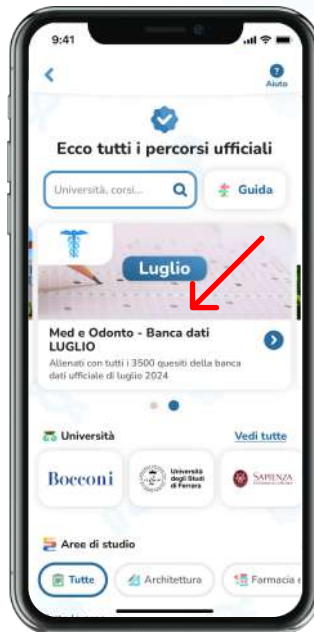 9:41
Aiuto
Ecco tutti i percorsi ufficiali
Università, corsi...
Guida
Luglio
Med e Odonto - Banca dati
LUGLIO
Allenati con tutti i 3500 quesiti della banca
dati ufficiale di luglio 2024
Università
Vedi tutte
Bocconi
Università
degli Studi
di Ferrara
SAPIENZA
Aree di studio
Tutte
Architettura
Farmacia e